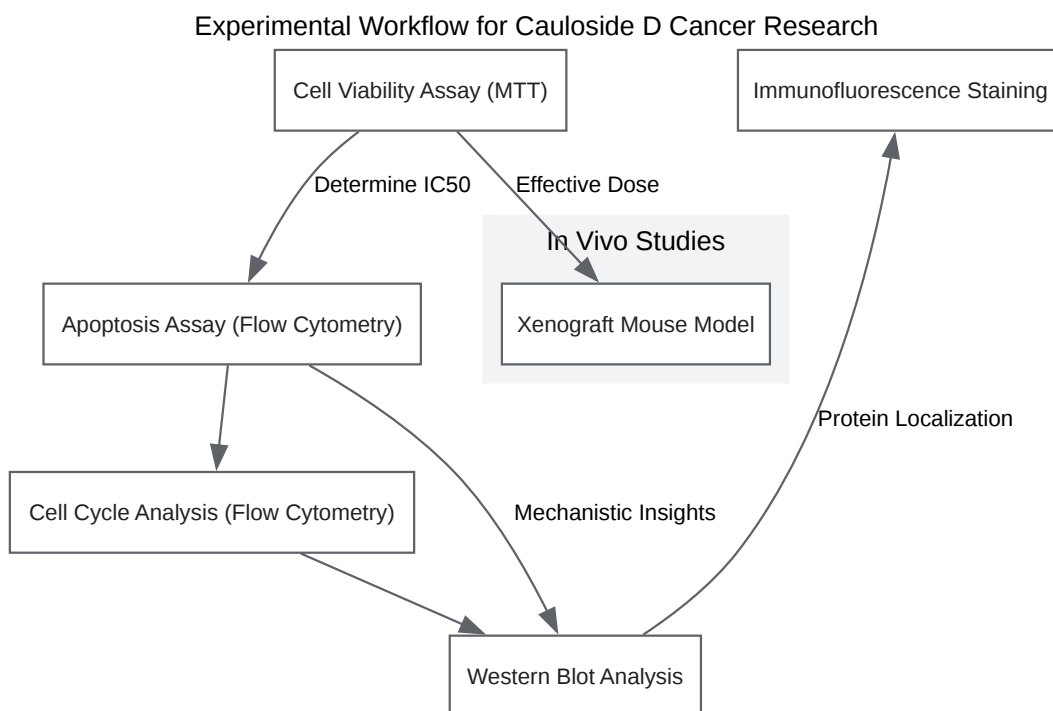 Experimental Workflow for Cauloside D Cancer Research
Cell Viability Assay (MTT)
Immunofluorescence Staining
Determine IC50
Effective Dose
In Vivo Studies
Apoptosis Assay (Flow Cytometry)
Xenograft Mouse Model
Protein Localization
Cell Cycle Analysis (Flow Cytometry)
Mechanistic Insights
Western Blot Analysis